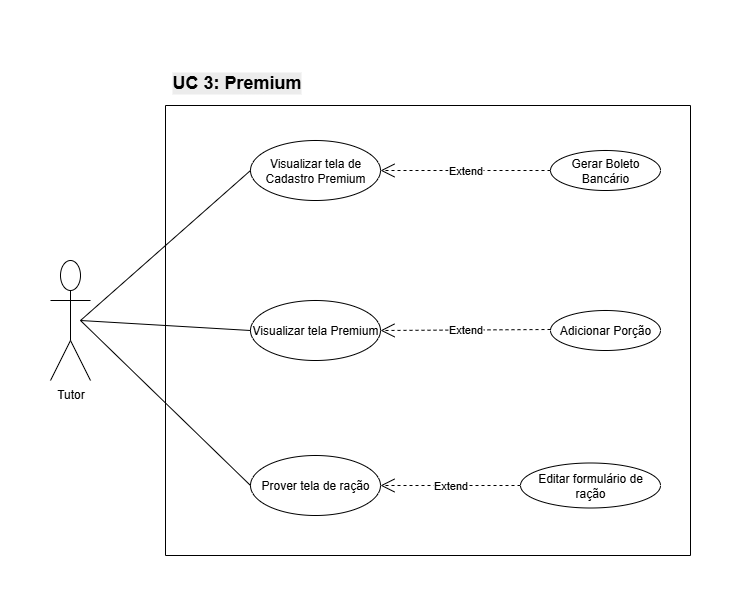 UC 3: Premium
Visualizar tela de
Cadastro Premium
Extend
Gerar Boleto
Bancário
Visualizar tela Premium
Extend
Adicionar Porção
Tutor
Prover tela de ração
Extend
Editar formulário de
ração